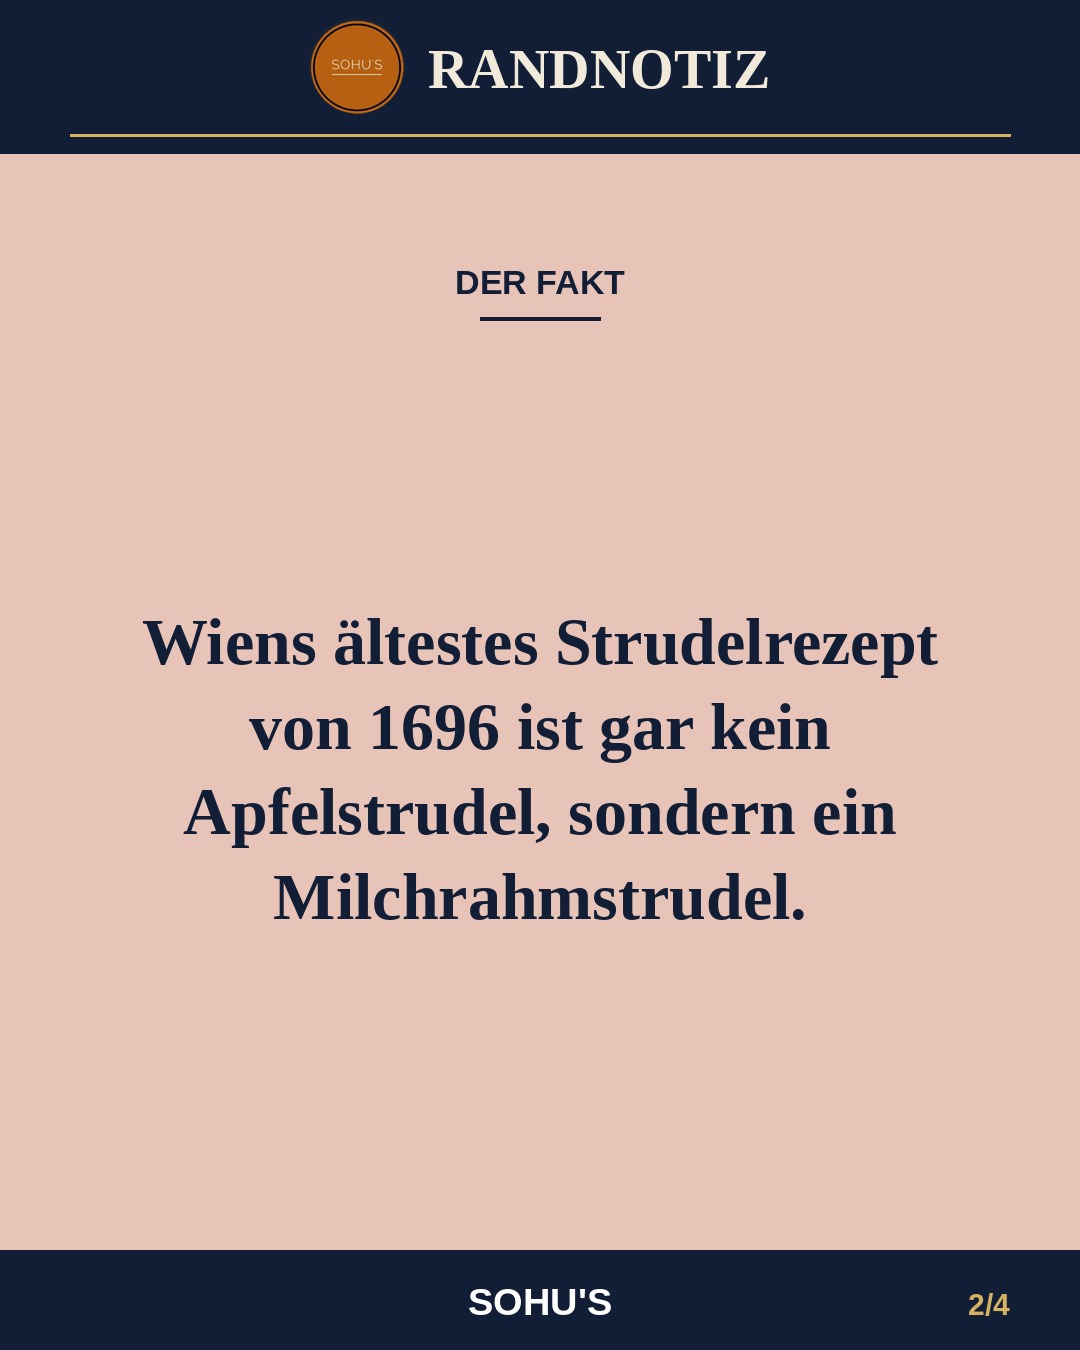 SOHU'S
RANDNOTIZ
DER FAKT
Wiens ältestes Strudelrezept
von 1696 ist gar kein
Apfelstrudel, sondern ein
Milchrahmstrudel.
SOHU'S
2/4